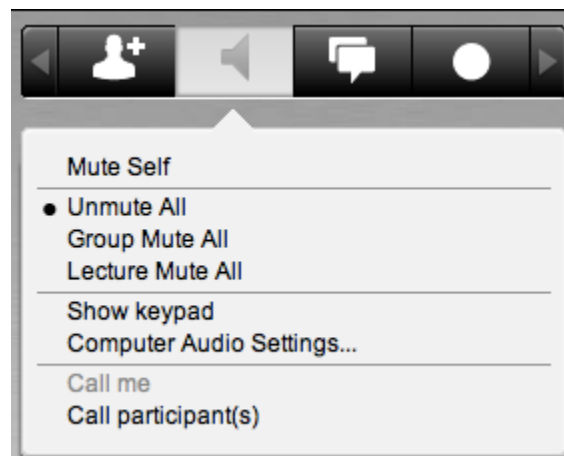 Mute Self
Unmute All
Group Mute All
Lecture Mute All
Show keypad
Computer Audio Settings...
Call me
Call participant(s)